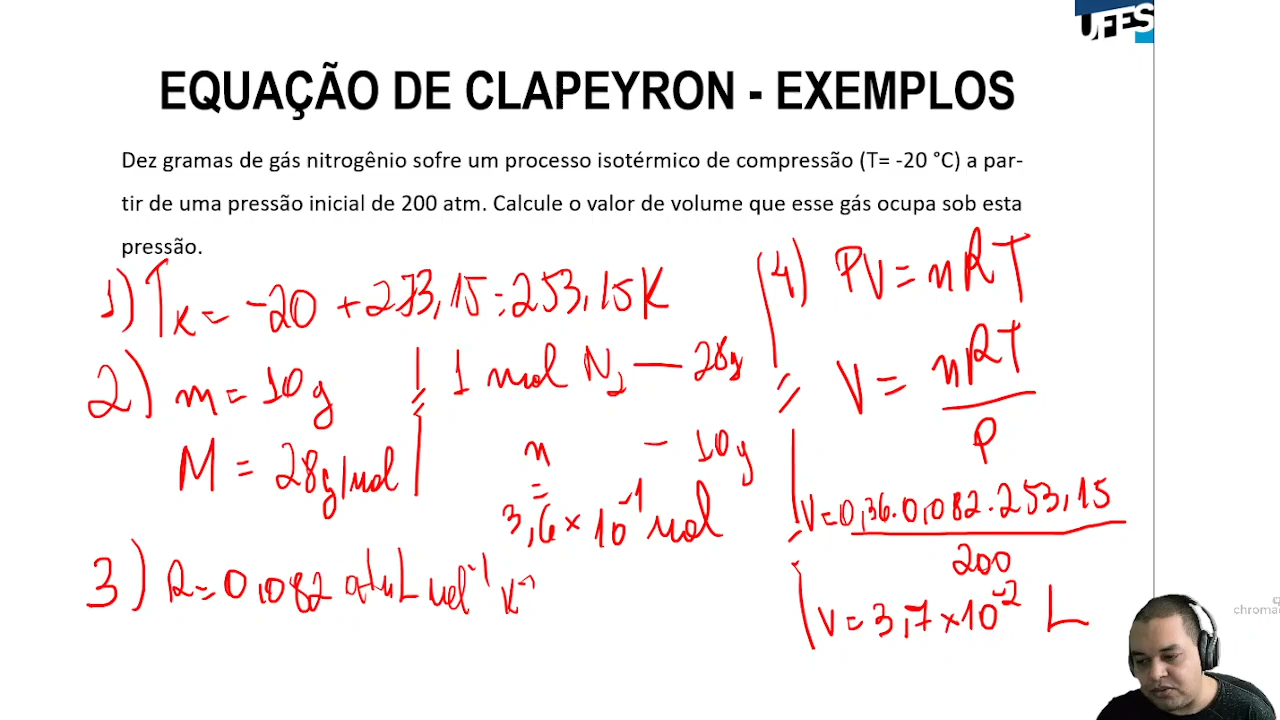 UFES
EQUAÇÃO DE CLAPEYRON - EXEMPLOS
Dez gramas de gás nitrogênio sofre um processo isotérmico de compressão (T= -20 °C) a par-
tir de uma pressão inicial de 200 atm. Calcule o valor de volume que esse gás ocupa sob esta
pressão.
1) TK = -20 + 273,15 = 253,15K
2) m = 10g
M = 28g/mol
1 mol N2 — 28g
n — 10g
=
3,6 × 10⁻¹ mol
3) R = 0,082 atm L mol⁻¹ K⁻¹
4) PV = nRT
V = nRT
P
V = 0,36 . 0,082 . 253,15
200
V = 3,7 × 10⁻² L